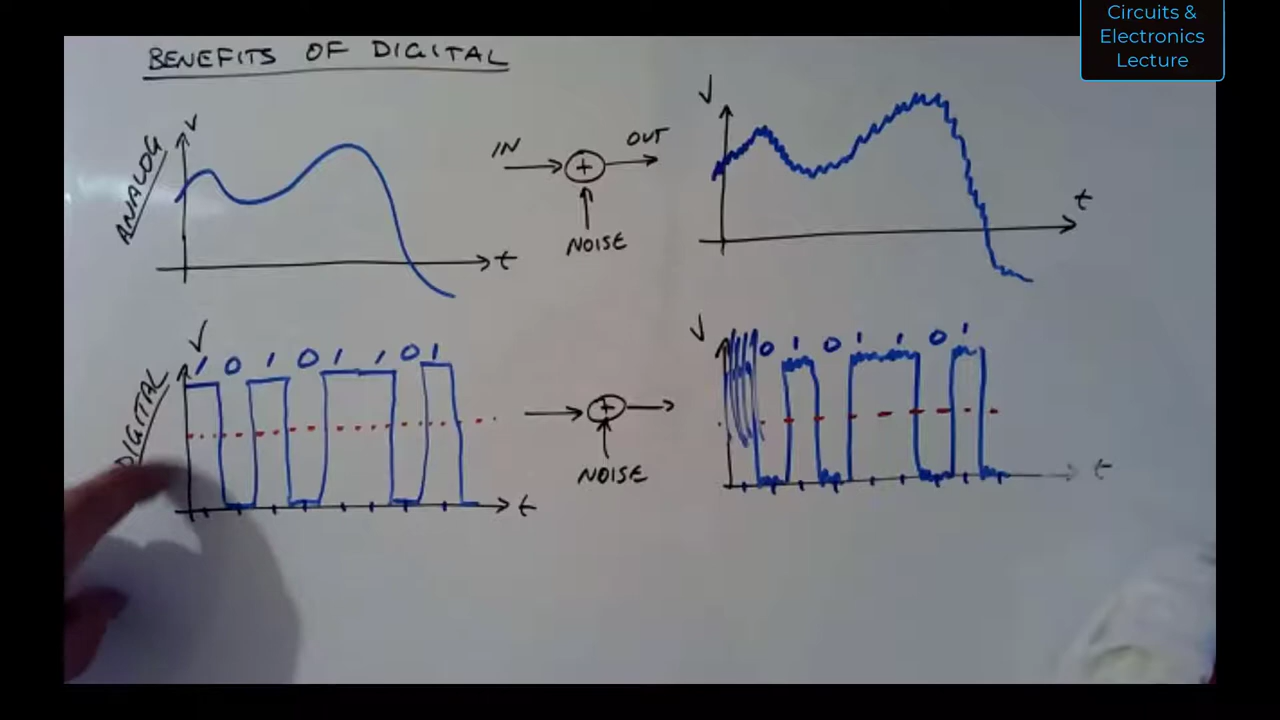 Circuits &
Electronics
Lecture
BENEFITS OF DIGITAL
ANALOG
V
t
IN
OUT
+
NOISE
V
t
DIGITAL
V
1 0 1 0 1 1 0 1
t
+
NOISE
V
0 1 0 1 1 0 1
t